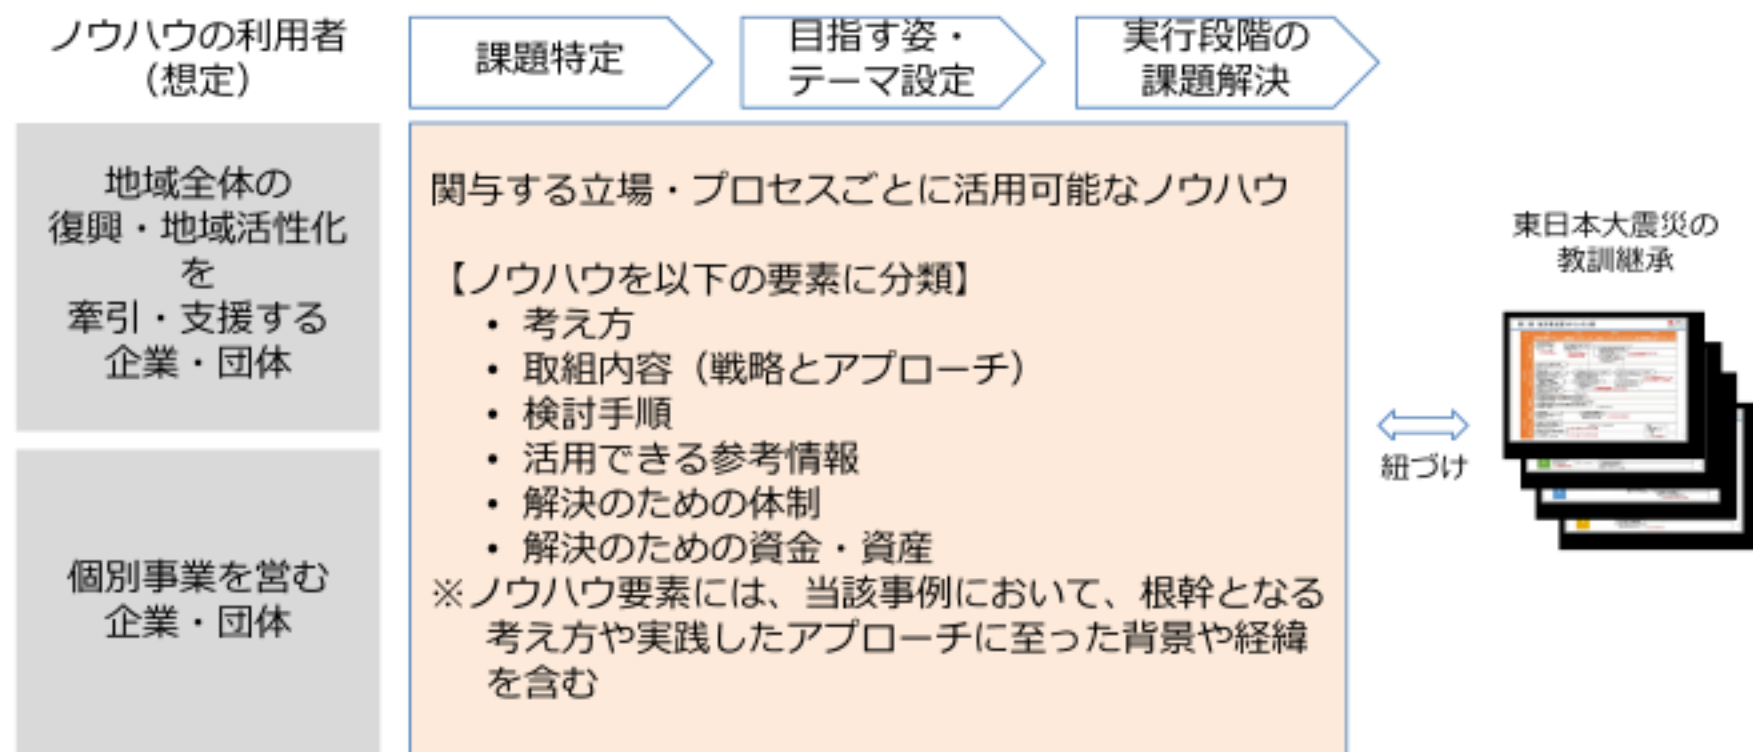 ノウハウの利用者
（想定）
課題特定
目指す姿・
テーマ設定
実行段階の
課題解決
地域全体の
復興・地域活性化
を
牽引・支援する
企業・団体
個別事業を営む
企業・団体
関与する立場・プロセスごとに活用可能なノウハウ
【ノウハウを以下の要素に分類】
• 考え方
• 取組内容（戦略とアプローチ）
• 検討手順
• 活用できる参考情報
• 解決のための体制
• 解決のための資金・資産
※ノウハウ要素には、当該事例において、根幹となる
考え方や実践したアプローチに至った背景や経緯
を含む
紐づけ
東日本大震災の
教訓継承